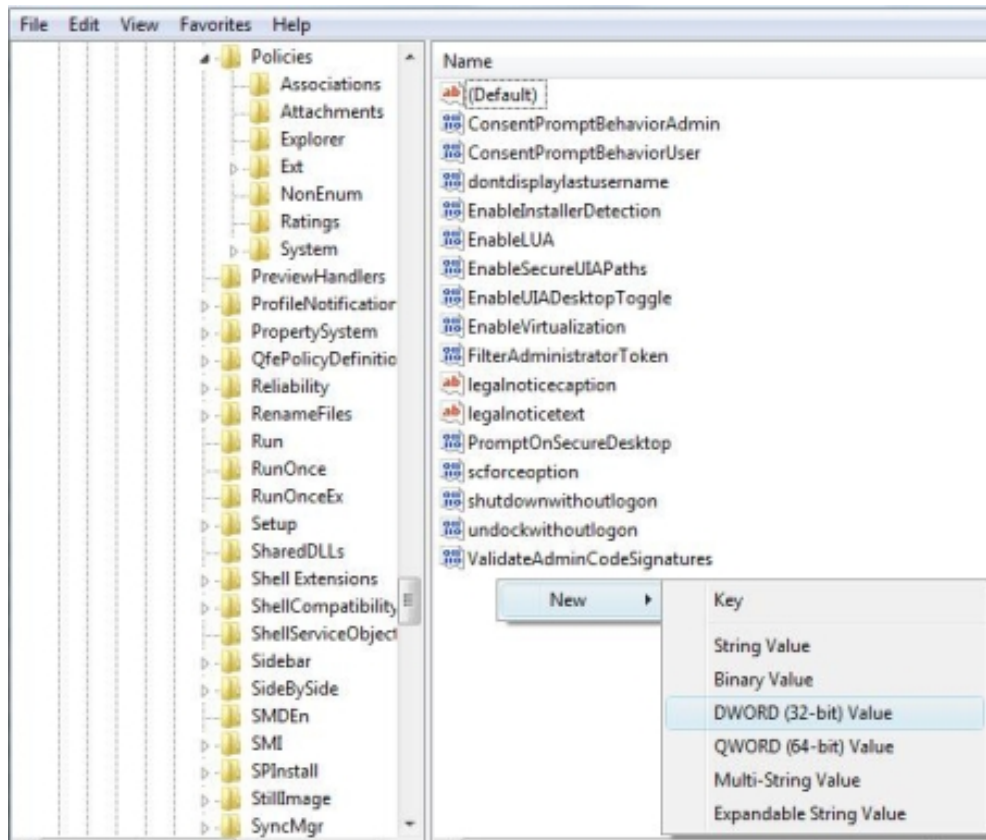 File Edit View Favorites Help
Policies
Associations
Attachments
Explorer
Ext
NonEnum
Ratings
System
PreviewHandlers
ProfileNotification
PropertySystem
QfePolicyDefinitio
Reliability
RenameFiles
Run
RunOnce
RunOnceEx
Setup
SharedDLLs
Shell Extensions
ShellCompatibility
ShellServiceObject
Sidebar
SideBySide
SMDEn
SMI
SPInstall
StillImage
SyncMgr
Name
(Default)
ConsentPromptBehaviorAdmin
ConsentPromptBehaviorUser
dontdisplaylastusername
EnableInstallerDetection
EnableLUA
EnableSecureUIAPaths
EnableUIADesktopToggle
EnableVirtualization
FilterAdministratorToken
legalnoticecaption
legalnoticetext
PromptOnSecureDesktop
scforceoption
shutdownwithoutlogon
undockwithoutlogon
ValidateAdminCodeSignatures
New
Key
String Value
Binary Value
DWORD (32-bit) Value
QWORD (64-bit) Value
Multi-String Value
Expandable String Value